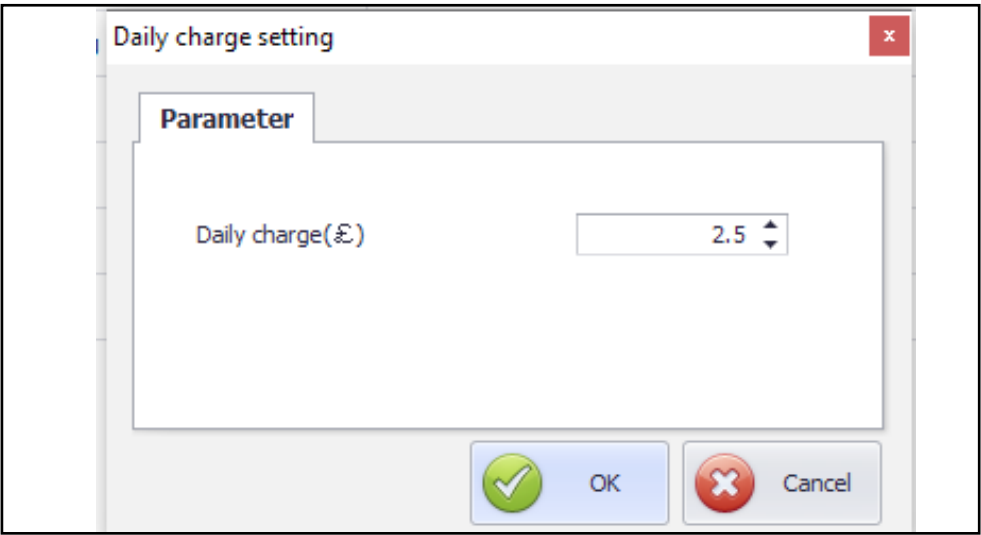 Daily charge setting
x
Parameter
Daily charge(£)
2.5
OK
Cancel